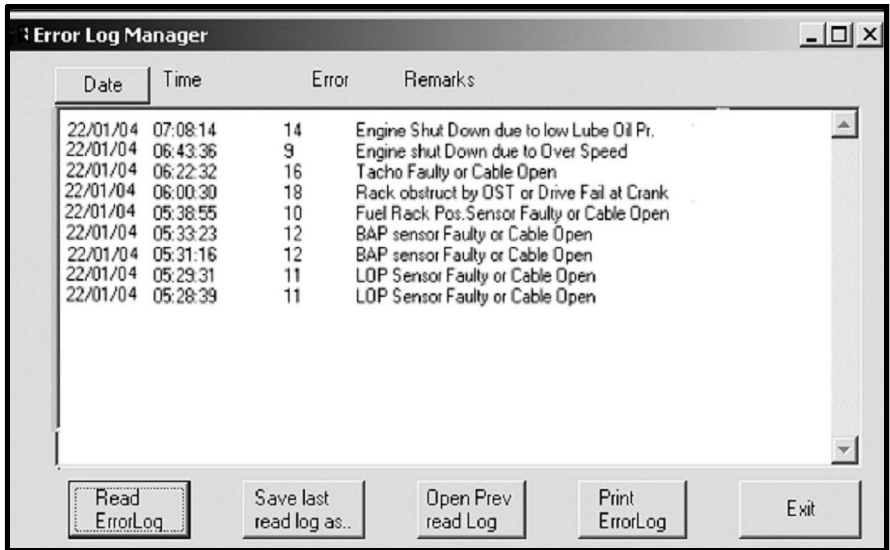 Error Log Manager
Date Time Error Remarks
22/01/04 07:08:14 14 Engine Shut Down due to low Lube Oil Pr.
22/01/04 06:43:36 9 Engine shut Down due to Over Speed
22/01/04 06:22:32 16 Tacho Faulty or Cable Open
22/01/04 06:00:30 18 Rack obstruct by OST or Drive Fail at Crank
22/01/04 05:38:55 10 Fuel Rack Pos.Sensor Faulty or Cable Open
22/01/04 05:33:23 12 BAP sensor Faulty or Cable Open
22/01/04 05:31:16 12 BAP sensor Faulty or Cable Open
22/01/04 05:29:31 11 LOP Sensor Faulty or Cable Open
22/01/04 05:28:39 11 LOP Sensor Faulty or Cable Open
Read Save last Open Prev Print Exit
ErrorLog read log as.. read Log ErrorLog